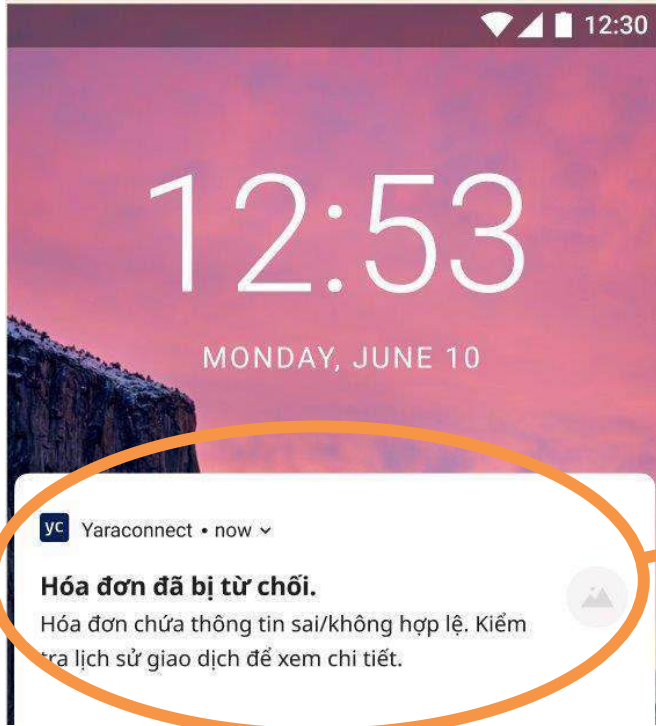 12:30
12:53
MONDAY, JUNE 10
yc Yaraconnect • now
Hóa đơn đã bị từ chối.
Hóa đơn chứa thông tin sai/không hợp lệ. Kiểm
tra lịch sử giao dịch để xem chi tiết.